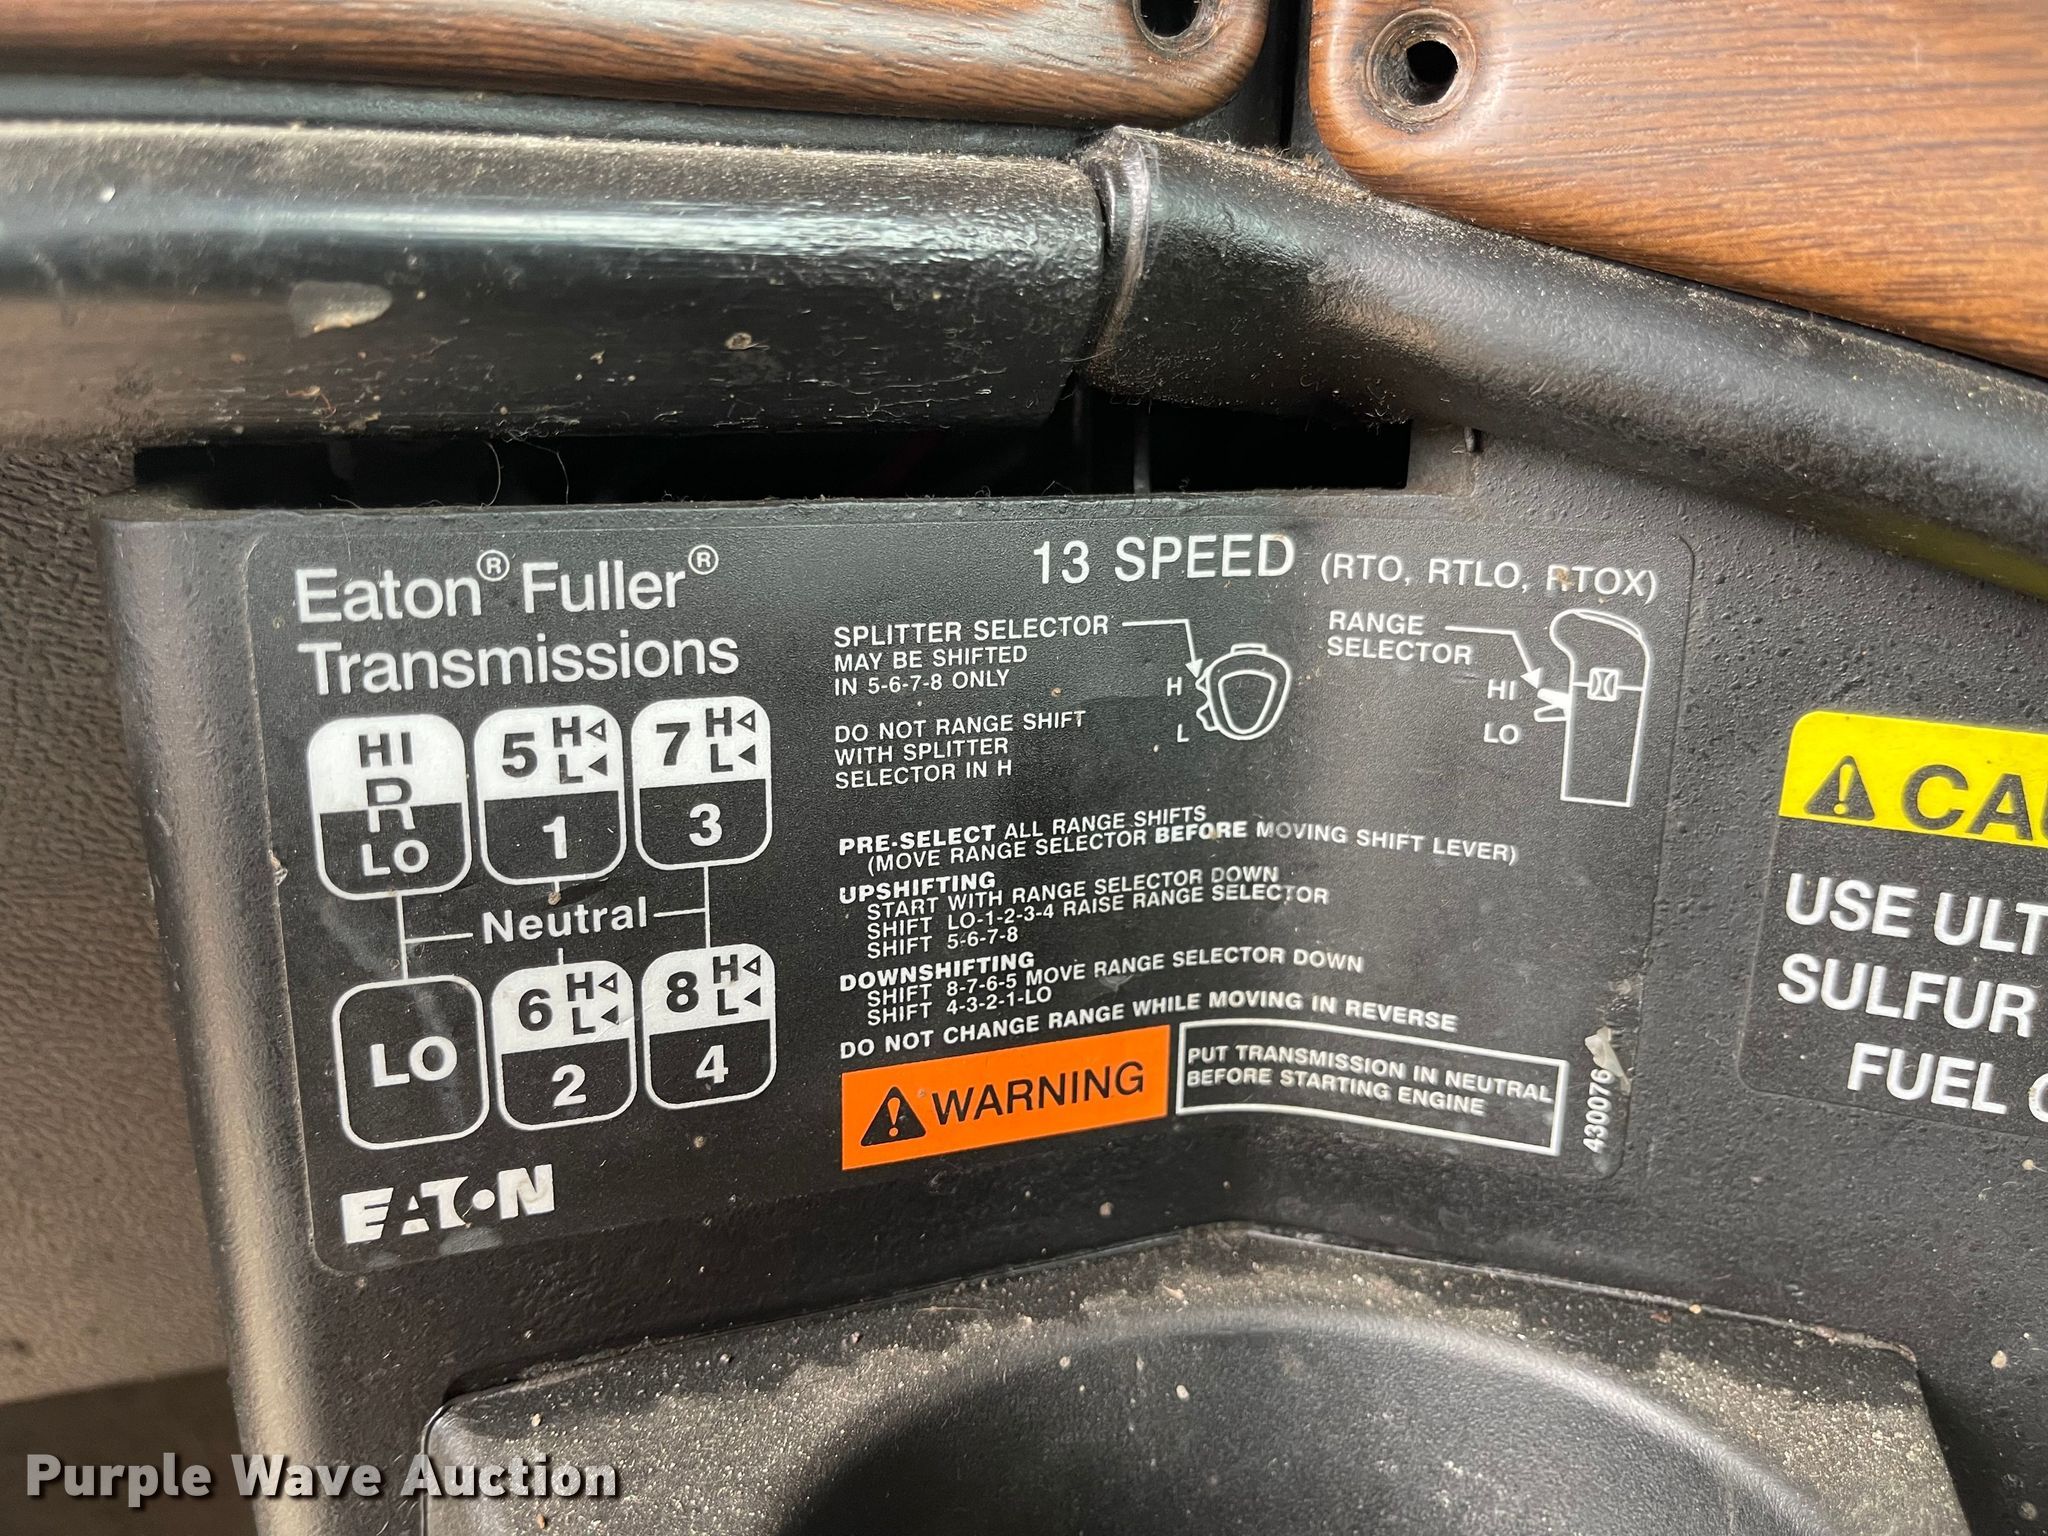 Eaton® Fuller®
Transmissions
13 SPEED (RTO, RTLO, RTOX)
HI
R
LO
5 H
L
1
7 H
L
3
Neutral
LO
6 H
L
2
8 H
L
4
EATON
SPLITTER SELECTOR
MAY BE SHIFTED
IN 5-6-7-8 ONLY
H
L
RANGE
SELECTOR
HI
LO
DO NOT RANGE SHIFT
WITH SPLITTER
SELECTOR IN H
PRE-SELECT ALL RANGE SHIFTS
(MOVE RANGE SELECTOR BEFORE MOVING SHIFT LEVER)
UPSHIFTING
START WITH RANGE SELECTOR DOWN
SHIFT LO-1-2-3-4 RAISE RANGE SELECTOR
SHIFT 5-6-7-8
DOWNSHIFTING
SHIFT 8-7-6-5 MOVE RANGE SELECTOR DOWN
SHIFT 4-3-2-1-LO
DO NOT CHANGE RANGE WHILE MOVING IN REVERSE
WARNING
PUT TRANSMISSION IN NEUTRAL
BEFORE STARTING ENGINE
USE
SULFUR
FUEL
Purple Wave Auction